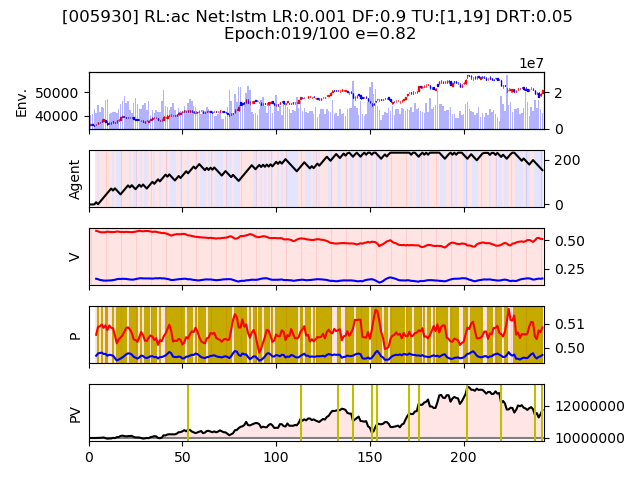 [005930] RL:ac Net:lstm LR:0.001 DF:0.9 TU:[1,19] DRT:0.05
Epoch:019/100 e=0.82
1e7
Env.
50000
40000
2
0
Agent
200
0
V
0.50
0.25
P
0.51
0.50
PV
12000000
10000000
0 50 100 150 200